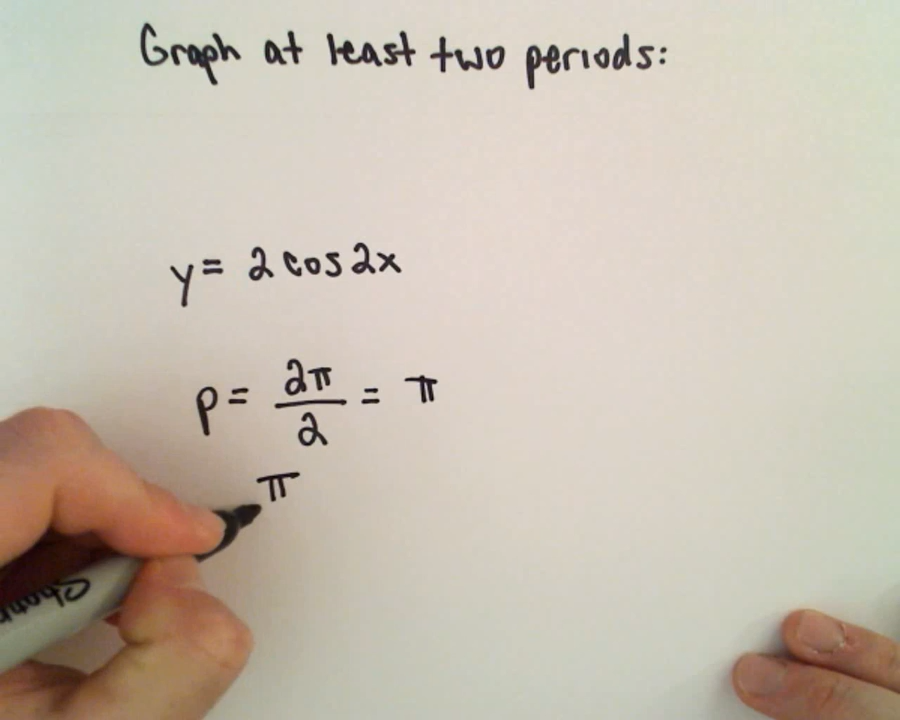 Graph at least two periods:
y = 2 cos 2x
p = 2π/2 = π
π